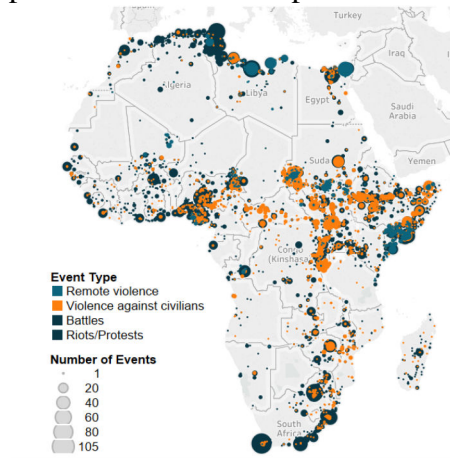 Turkey
Iraq
Algeria
Libya
Egypt
Saudi
Arabia
Suda
Yemen
Congo
(Kinshasa)
Event Type
Remote violence
Violence against civilians
Battles
Riots/Protests
Number of Events
1
20
40
60
80
105
South
Africa